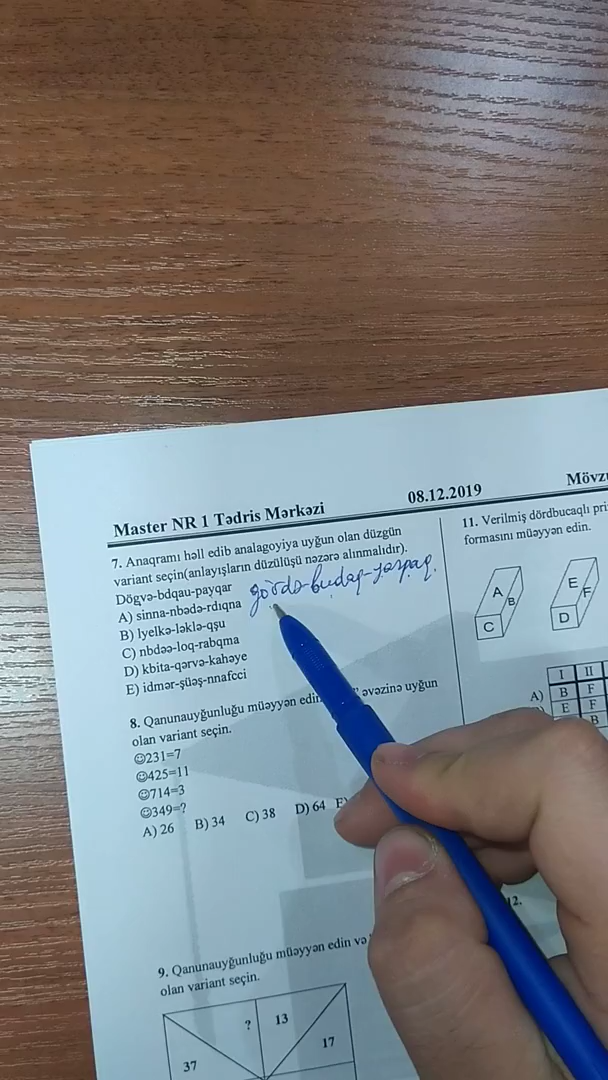 Master NR 1 Tədris Mərkəzi
08.12.2019
Mövzu
7. Anaqramı həll edib analagoyiya uyğun olan düzgün
variant seçin(anlayışların düzülüşü nəzərə alınmalıdır).
Dögvə-bdqau-payqar
gövdə-budaq-yarpaq.
A) sinna-nbədə-rdıqna
B) lyelkə-ləklə-qşu
C) nbdəə-loq-rabqma
D) kbita-qərvə-kahəye
E) idmər-şüəş-nnafcci
8. Qanunauyğunluğu müəyyən edin əvəzinə uyğun
olan variant seçin.
☺231=7
☺425=11
☺714=3
☺349=?
A) 26 B) 34 C) 38 D) 64 E)
9. Qanunauyğunluğu müəyyən edin və
olan variant seçin.
? 13
37 17
11. Verilmiş dördbucaqlı pri
formasını müəyyən edin.
A B C
E F D
A)
I II
B F
E F
B
12.